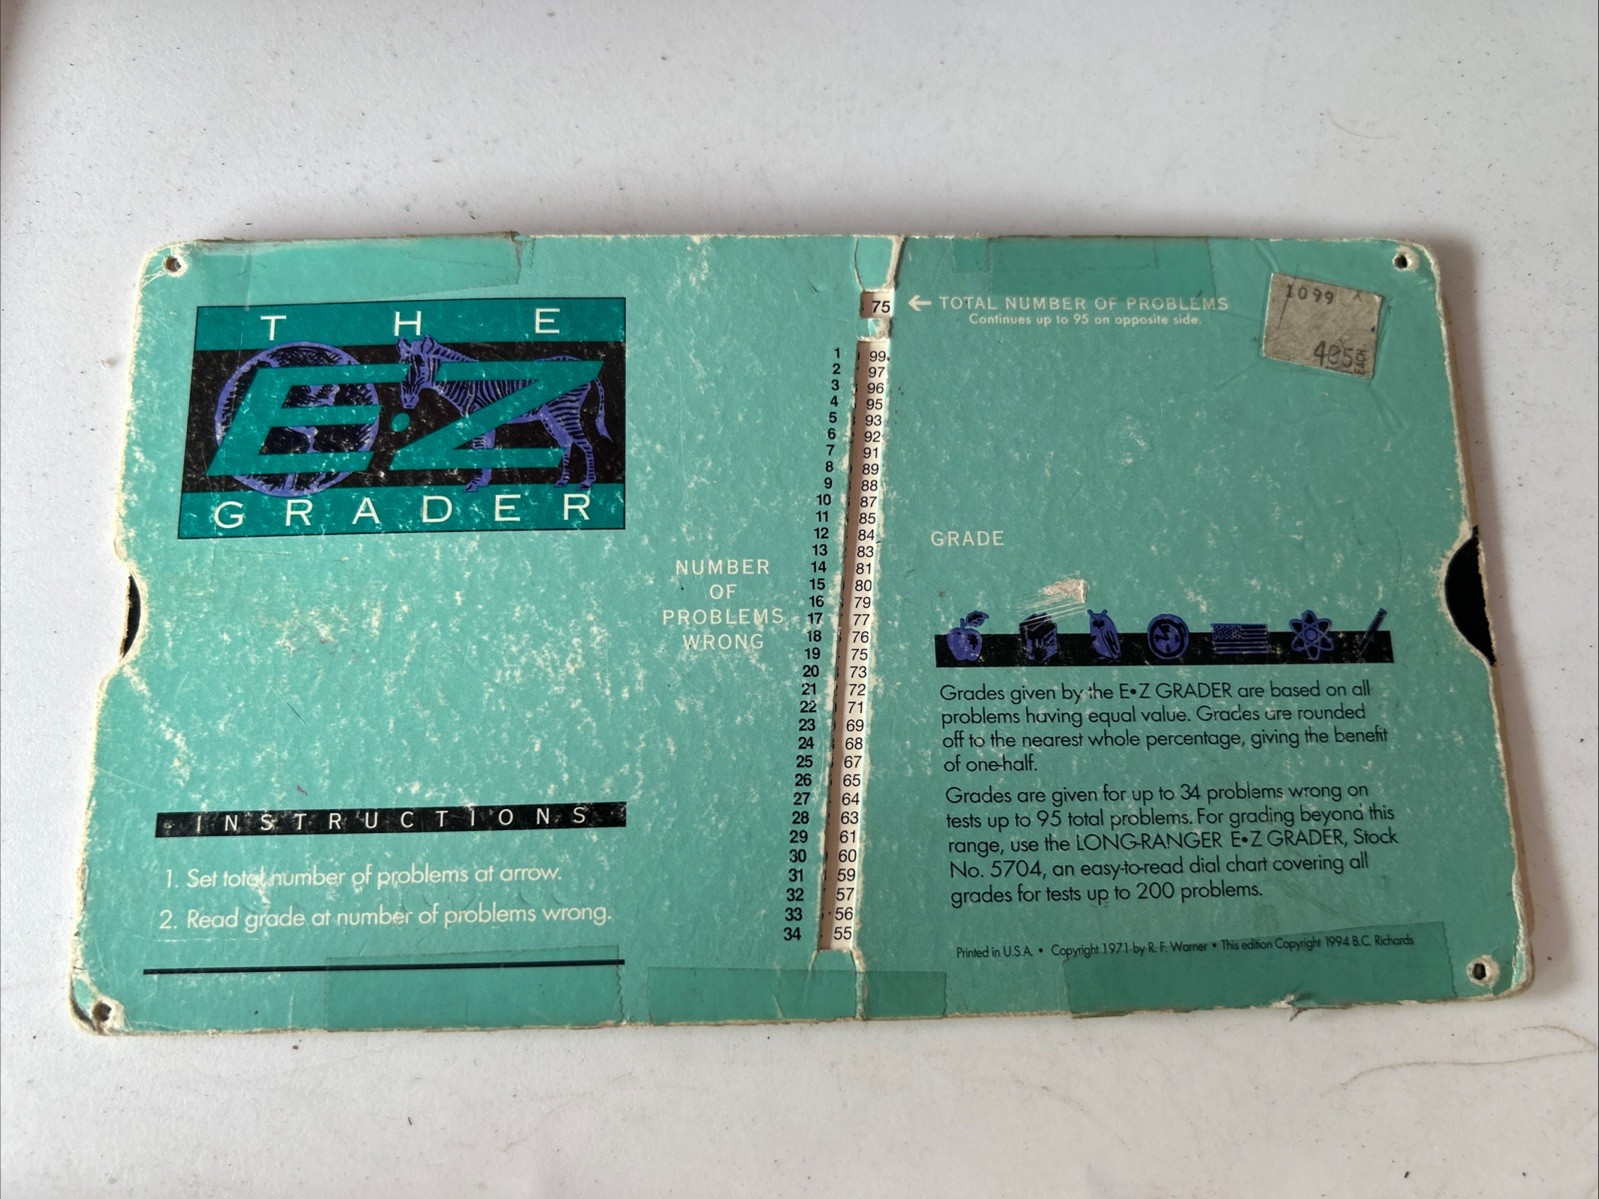 THE
E•Z
GRADER
INSTRUCTIONS
1. Set total number of problems at arrow.
2. Read grade at number of problems wrong.
NUMBER
OF
PROBLEMS
WRONG
75 ← TOTAL NUMBER OF PROBLEMS
Continues up to 95 on opposite side.
1 99
2 97
3 96
4 95
5 93
6 92
7 91
8 89
9 88
10 87
11 85
12 84
13 83
14 81
15 80
16 79
17 77
18 76
19 75
20 73
21 72
22 71
23 69
24 68
25 67
26 65
27 64
28 63
29 61
30 60
31 59
32 57
33 56
34 55
1099
GRADE
Grades given by the E•Z GRADER are based on all
problems having equal value. Grades are rounded
off to the nearest whole percentage, giving the benefit
of one-half.
Grades are given for up to 34 problems wrong on
tests up to 95 total problems. For grading beyond this
range, use the LONG-RANGER E•Z GRADER, Stock
No. 5704, an easy-to-read dial chart covering all
grades for tests up to 200 problems.
Printed in U.S.A. • Copyright 1971 by R. F. Warner • This edition Copyright 1994 B.C. Richards